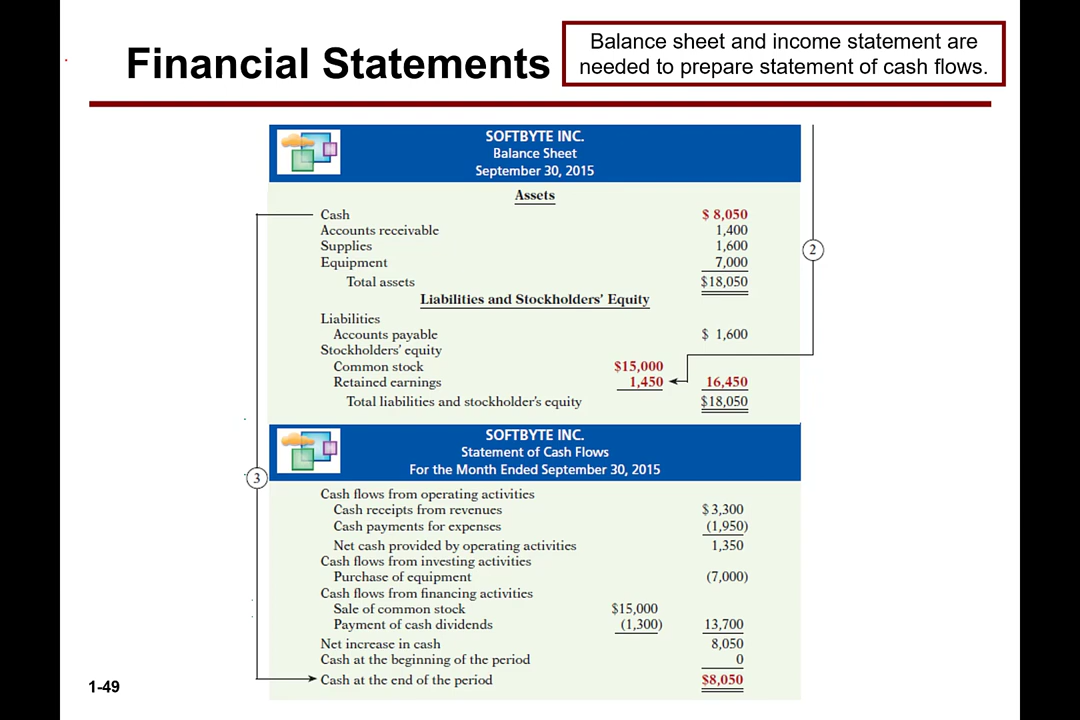 Financial Statements
Balance sheet and income statement are
needed to prepare statement of cash flows.
SOFTBYTE INC.
Balance Sheet
September 30, 2015
Assets
Cash $ 8,050
Accounts receivable 1,400
Supplies 1,600
Equipment 7,000
Total assets $18,050
Liabilities and Stockholders' Equity
Liabilities
Accounts payable $ 1,600
Stockholders' equity
Common stock $15,000
Retained earnings 1,450 16,450
Total liabilities and stockholder's equity $18,050
2
SOFTBYTE INC.
Statement of Cash Flows
For the Month Ended September 30, 2015
3
Cash flows from operating activities
Cash receipts from revenues $3,300
Cash payments for expenses (1,950)
Net cash provided by operating activities 1,350
Cash flows from investing activities
Purchase of equipment (7,000)
Cash flows from financing activities
Sale of common stock $15,000
Payment of cash dividends (1,300) 13,700
Net increase in cash 8,050
Cash at the beginning of the period 0
Cash at the end of the period $8,050
1-49